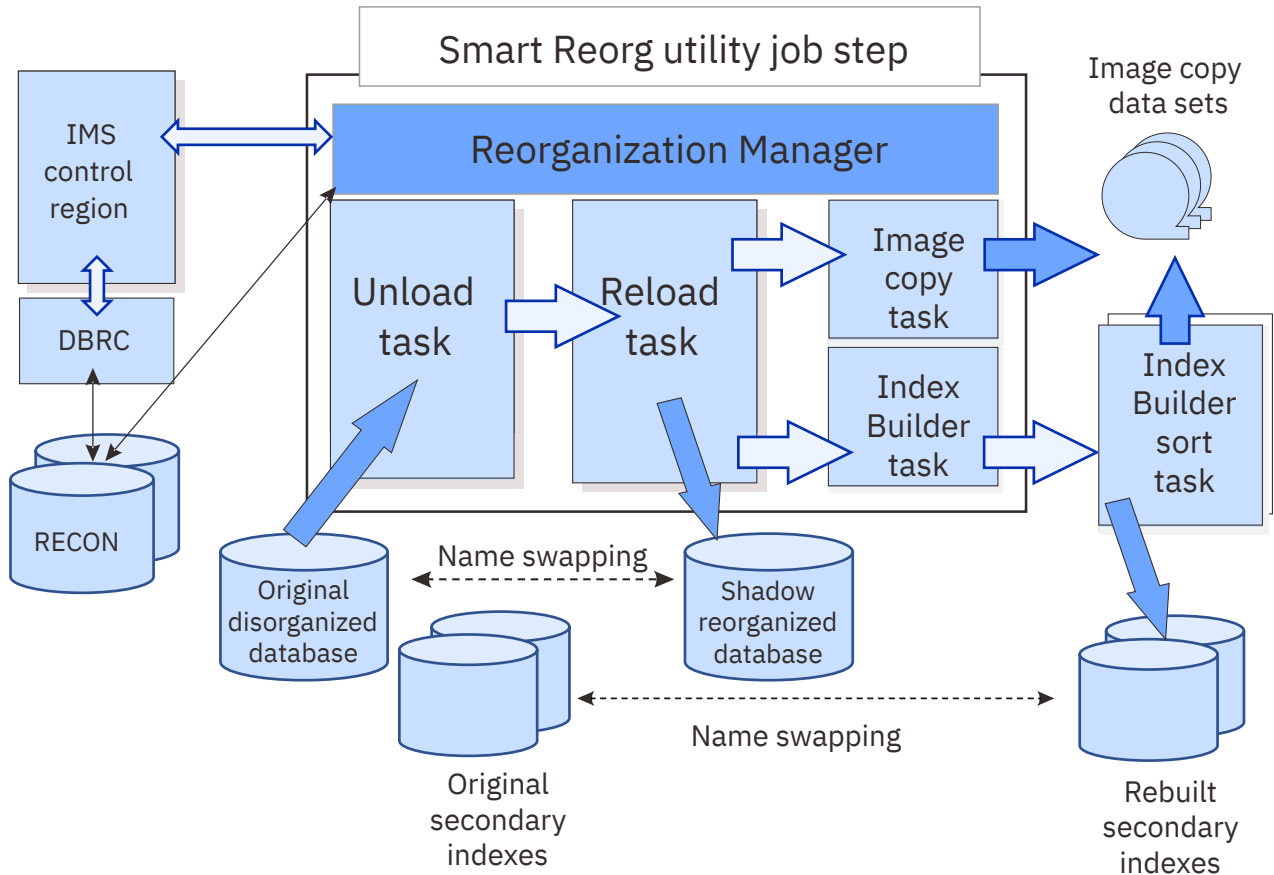 Smart Reorg utility job step
Image copy
data sets
IMS
control
region
Reorganization Manager
DBRC
RECON
Unload
task
Reload
task
Image
copy
task
Index
Builder
task
Index
Builder
sort
task
Original
disorganized
database
Name swapping
Shadow
reorganized
database
Name swapping
Original
secondary
indexes
Rebuilt
secondary
indexes